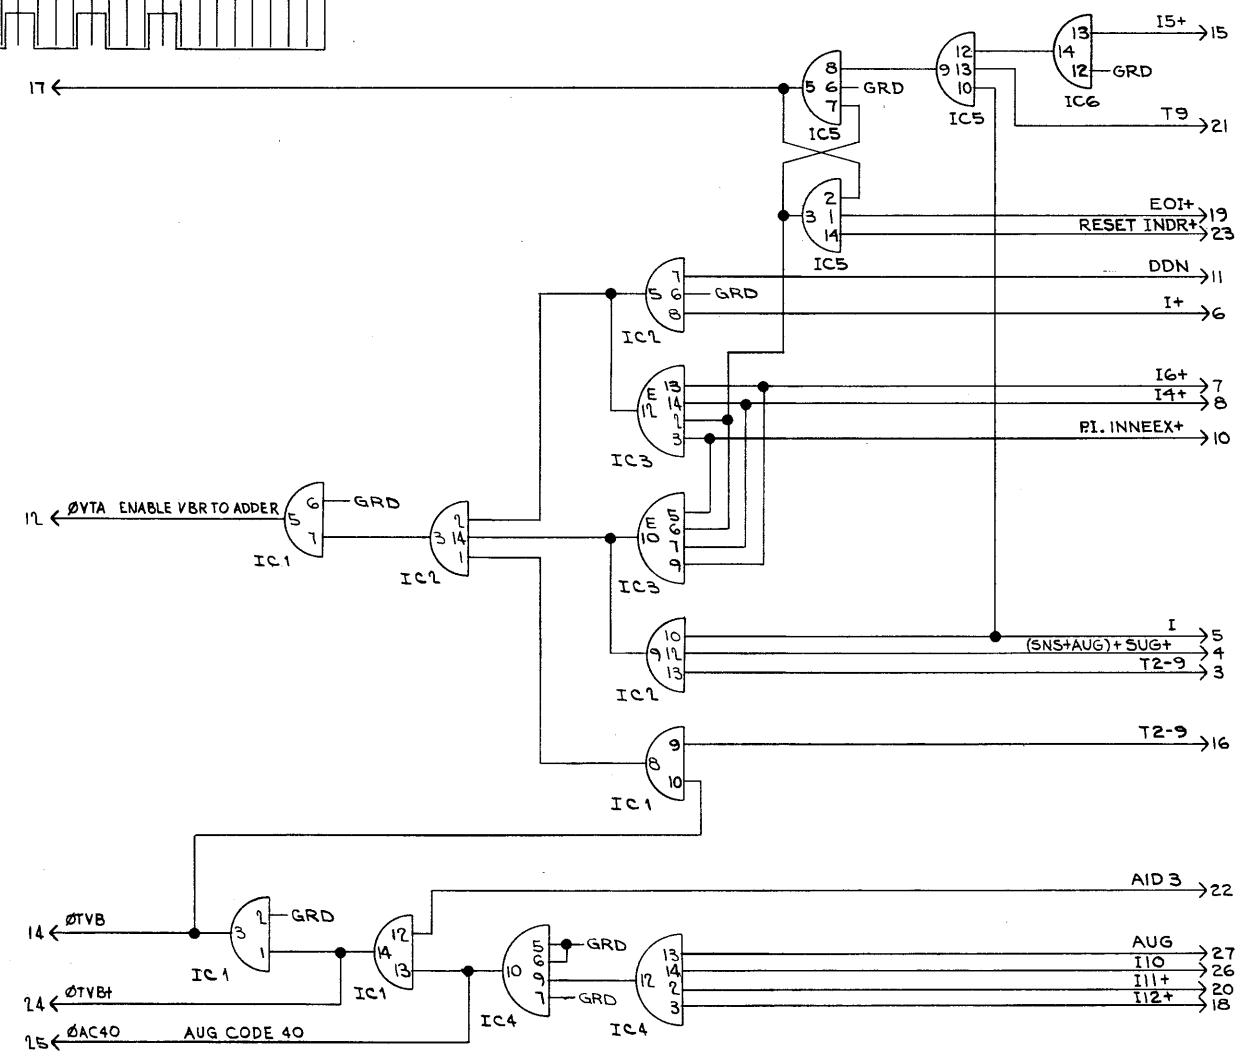 I5+
15
13
14
12
GRD
IC6
12
9 13
10
IC5
8
5 6
GRD
7
IC5
17
T9
21
2
3 1
14
IC5
EOI+
19
RESET INDR+
23
7
5 6
GRD
8
IC2
DDN
11
I+
6
E 13
12 14
2
3
IC3
I6+
7
I4+
8
P.I. INNEEX+
10
12
ØVTA ENABLE VBR TO ADDER
6
GRD
5
7
IC1
2
3 14
1
IC2
E 5
10 6
7
9
IC3
10
9 12
13
IC2
I
5
(SNS+AUG)+SUG+
4
T2-9
3
9
8
10
IC1
T2-9
16
AID 3
22
14
ØTVB
2
GRD
3
1
IC1
12
14
13
IC1
5
GRD
6
10 9
7
GRD
IC4
13
14
12
2
3
IC4
AUG
27
I10
26
I11+
20
I12+
18
24
ØTVB+
25
ØAC40 AUG CODE 40